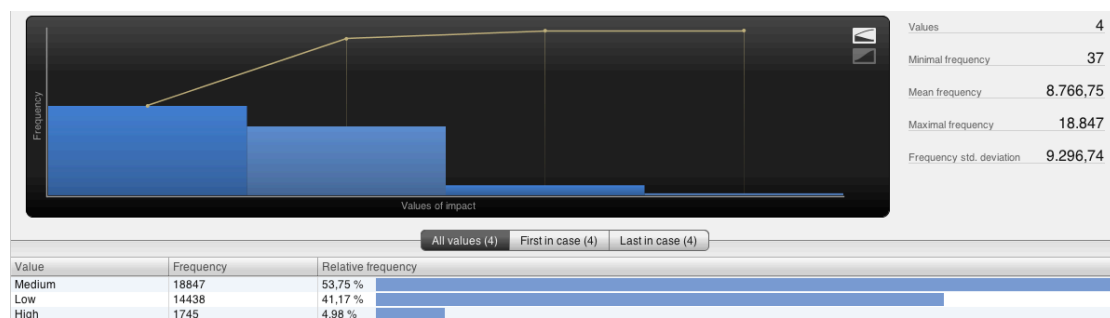 Frequency
Values of impact
Values 4
Minimal frequency 37
Mean frequency 8.766,75
Maximal frequency 18.847
Frequency std. deviation 9.296,74
All values (4) First in case (4) Last in case (4)
Value Frequency Relative frequency
Medium 18847 53,75 %
Low 14438 41,17 %
High 1745 4,98 %